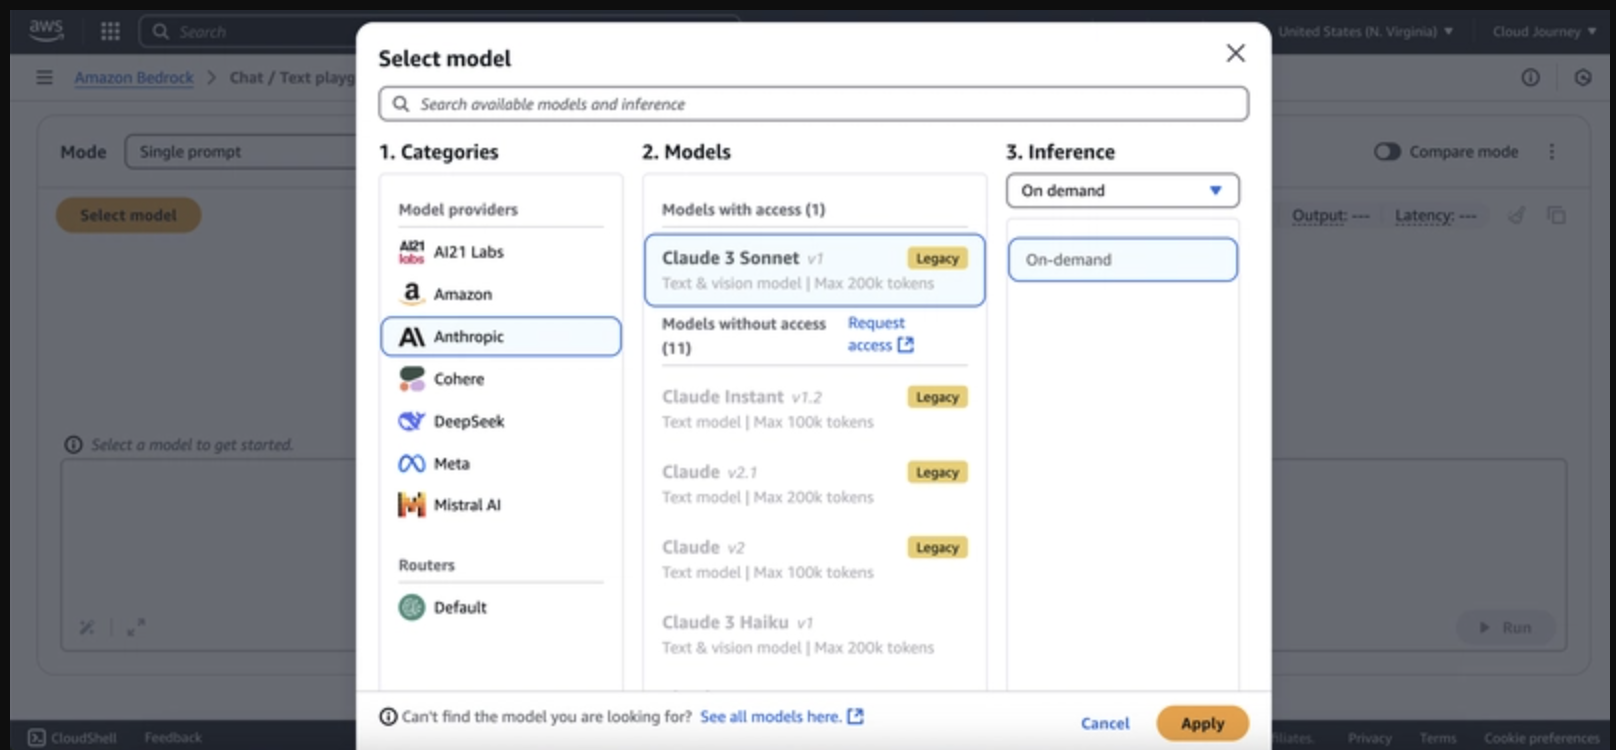 aws
Search
United States (N. Virginia)
Cloud Journey
Amazon Bedrock
Chat / Text playg
Mode
Single prompt
Compare mode
Select model
Output: ---
Latency: ---
Select a model to get started.
Run
Select model
Search available models and inference
1. Categories
Model providers
AI21 labs
AI21 Labs
a
Amazon
Anthropic
Cohere
DeepSeek
Meta
Mistral AI
Routers
Default
2. Models
Models with access (1)
Claude 3 Sonnet v1
Legacy
Text & vision model | Max 200k tokens
Models without access (11)
Request access
Claude Instant v1.2
Legacy
Text model | Max 100k tokens
Claude v2.1
Legacy
Text model | Max 200k tokens
Claude v2
Legacy
Text model | Max 100k tokens
Claude 3 Haiku v1
Text & vision model | Max 200k tokens
3. Inference
On demand
On-demand
Can't find the model you are looking for? See all models here.
Cancel
Apply
CloudShell
Feedback
filiates.
Privacy
Terms
Cookie preferences